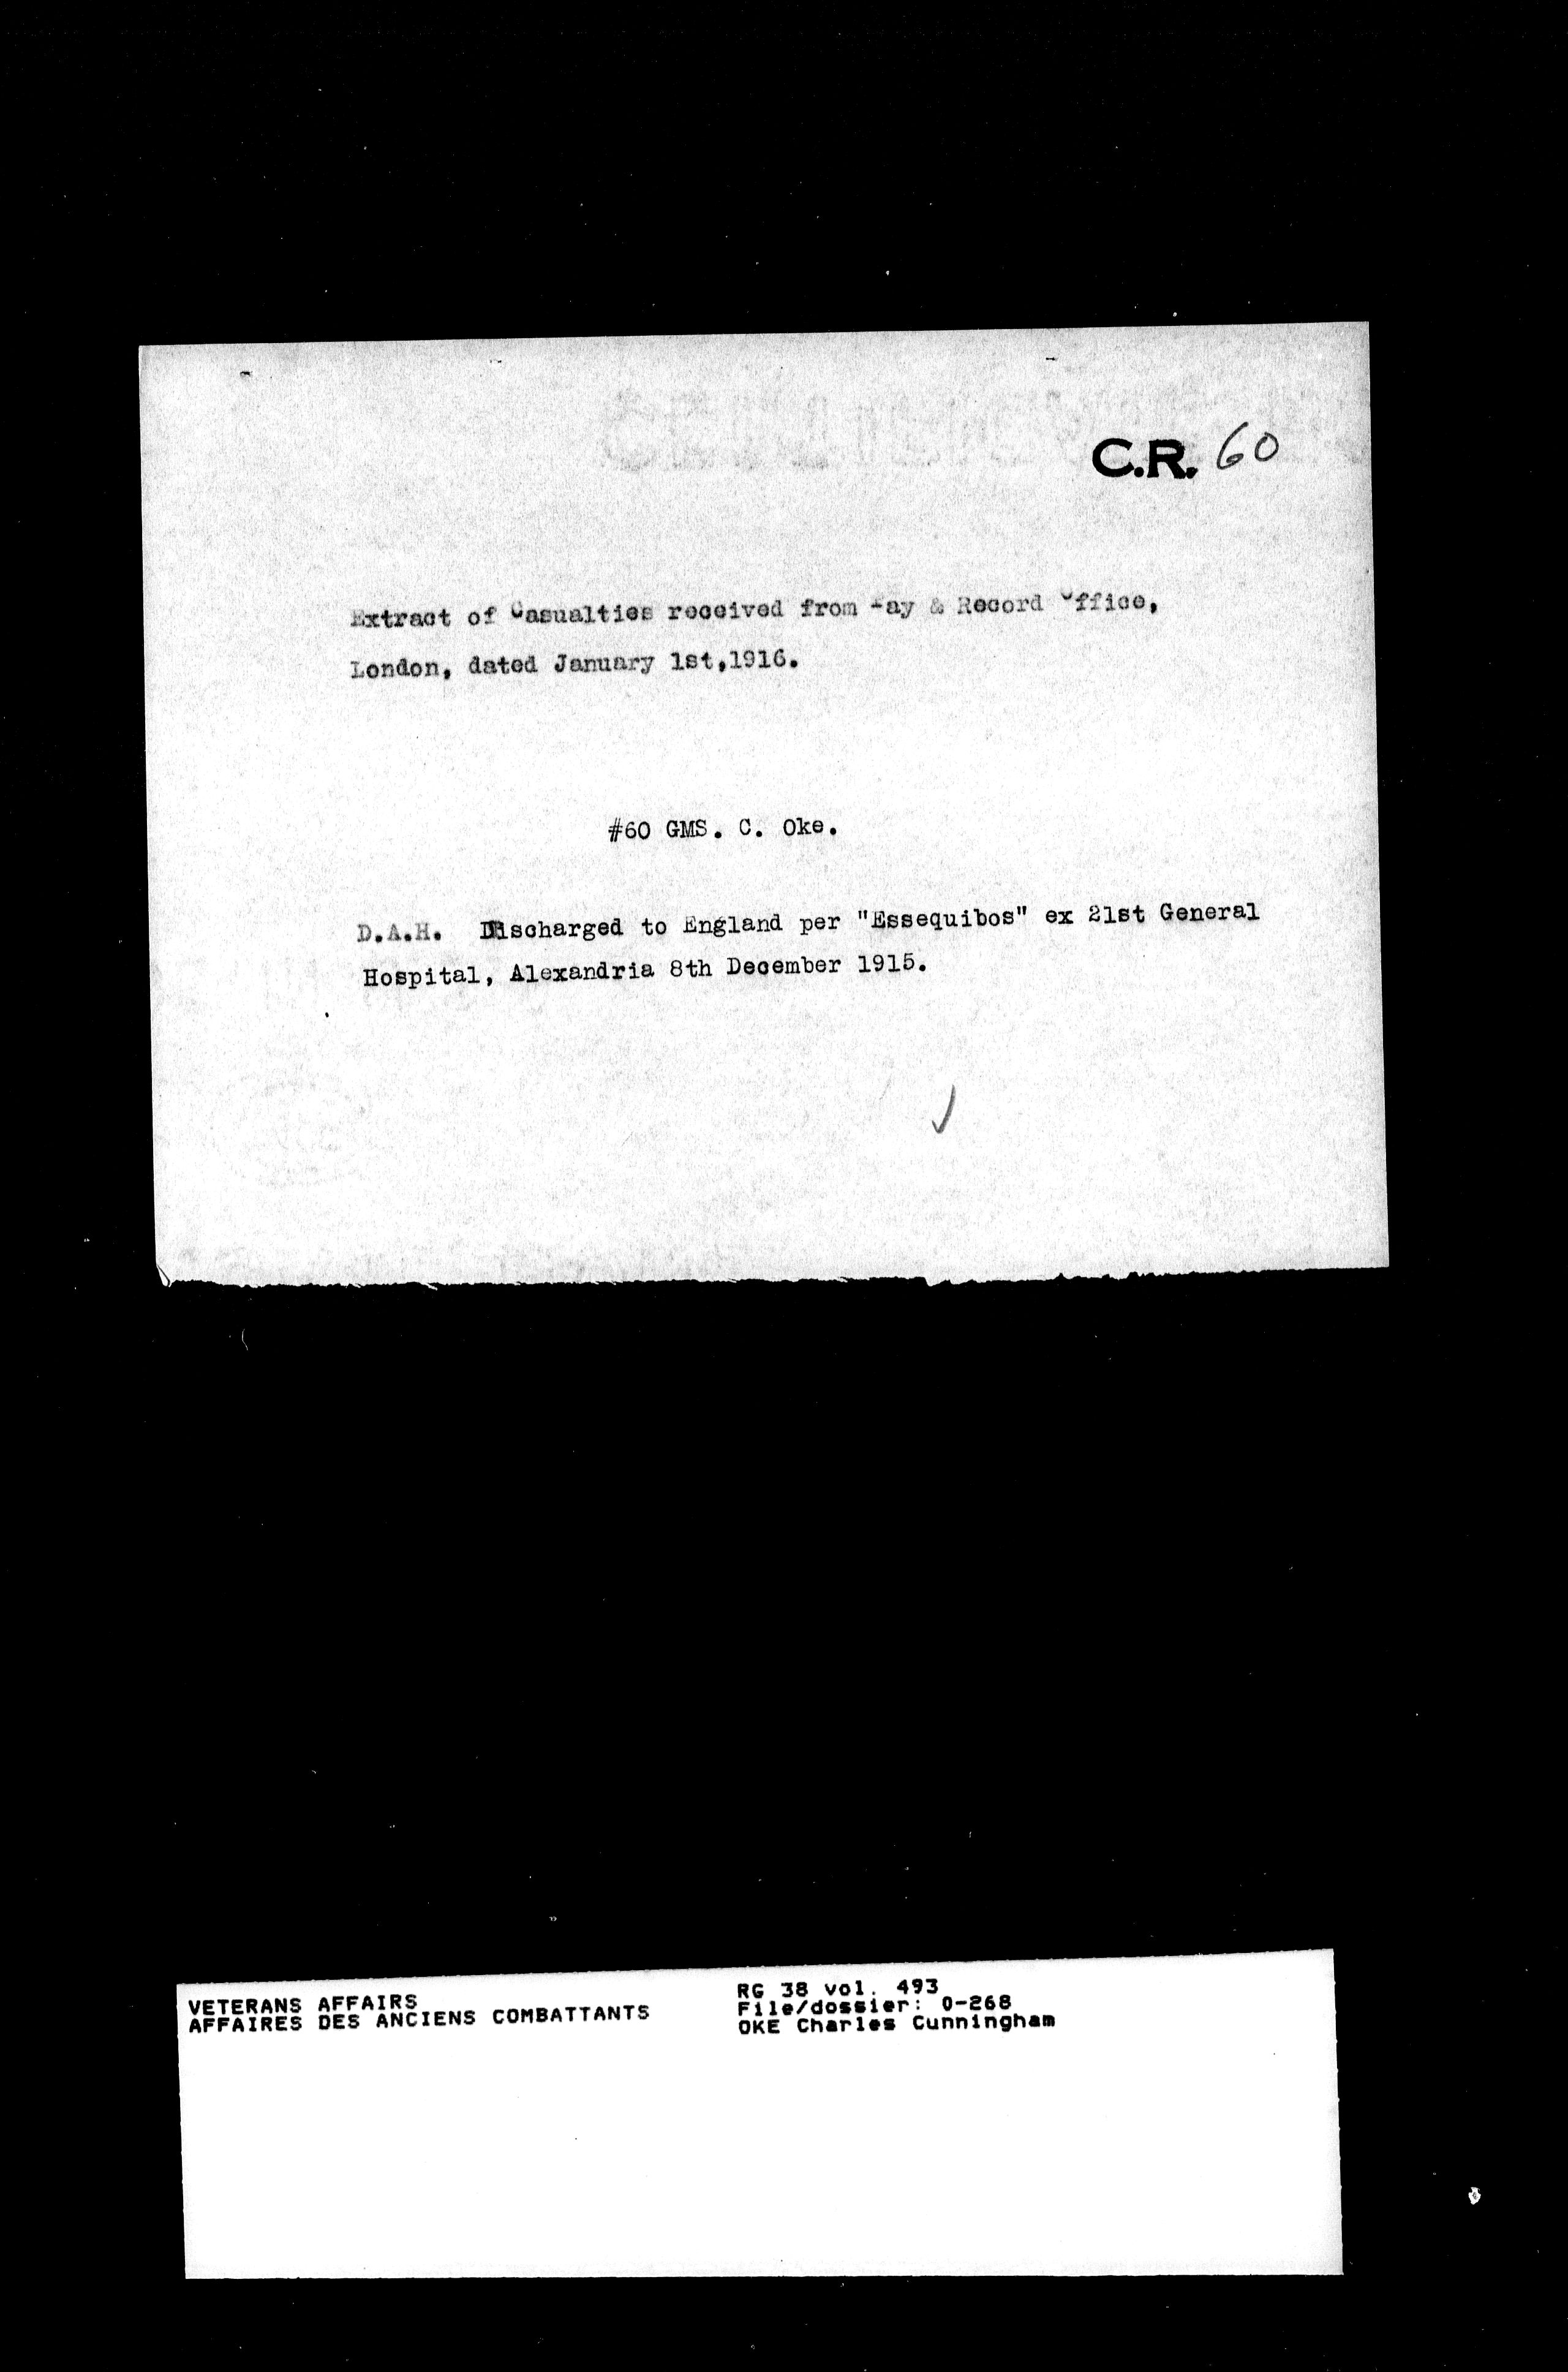 C.R. 60
Extract of Casualties received from Pay & Record Office,
London, dated January 1st,1916.
#60 GMS. C. Oke.
D.A.H. Discharged to England per "Essequibos" ex 21st General
Hospital, Alexandria 8th December 1915.
VETERANS AFFAIRS
AFFAIRES DES ANCIENS COMBATTANTS
RG 38 vol. 493
File/dossier: 0-268
OKE Charles Cunningham